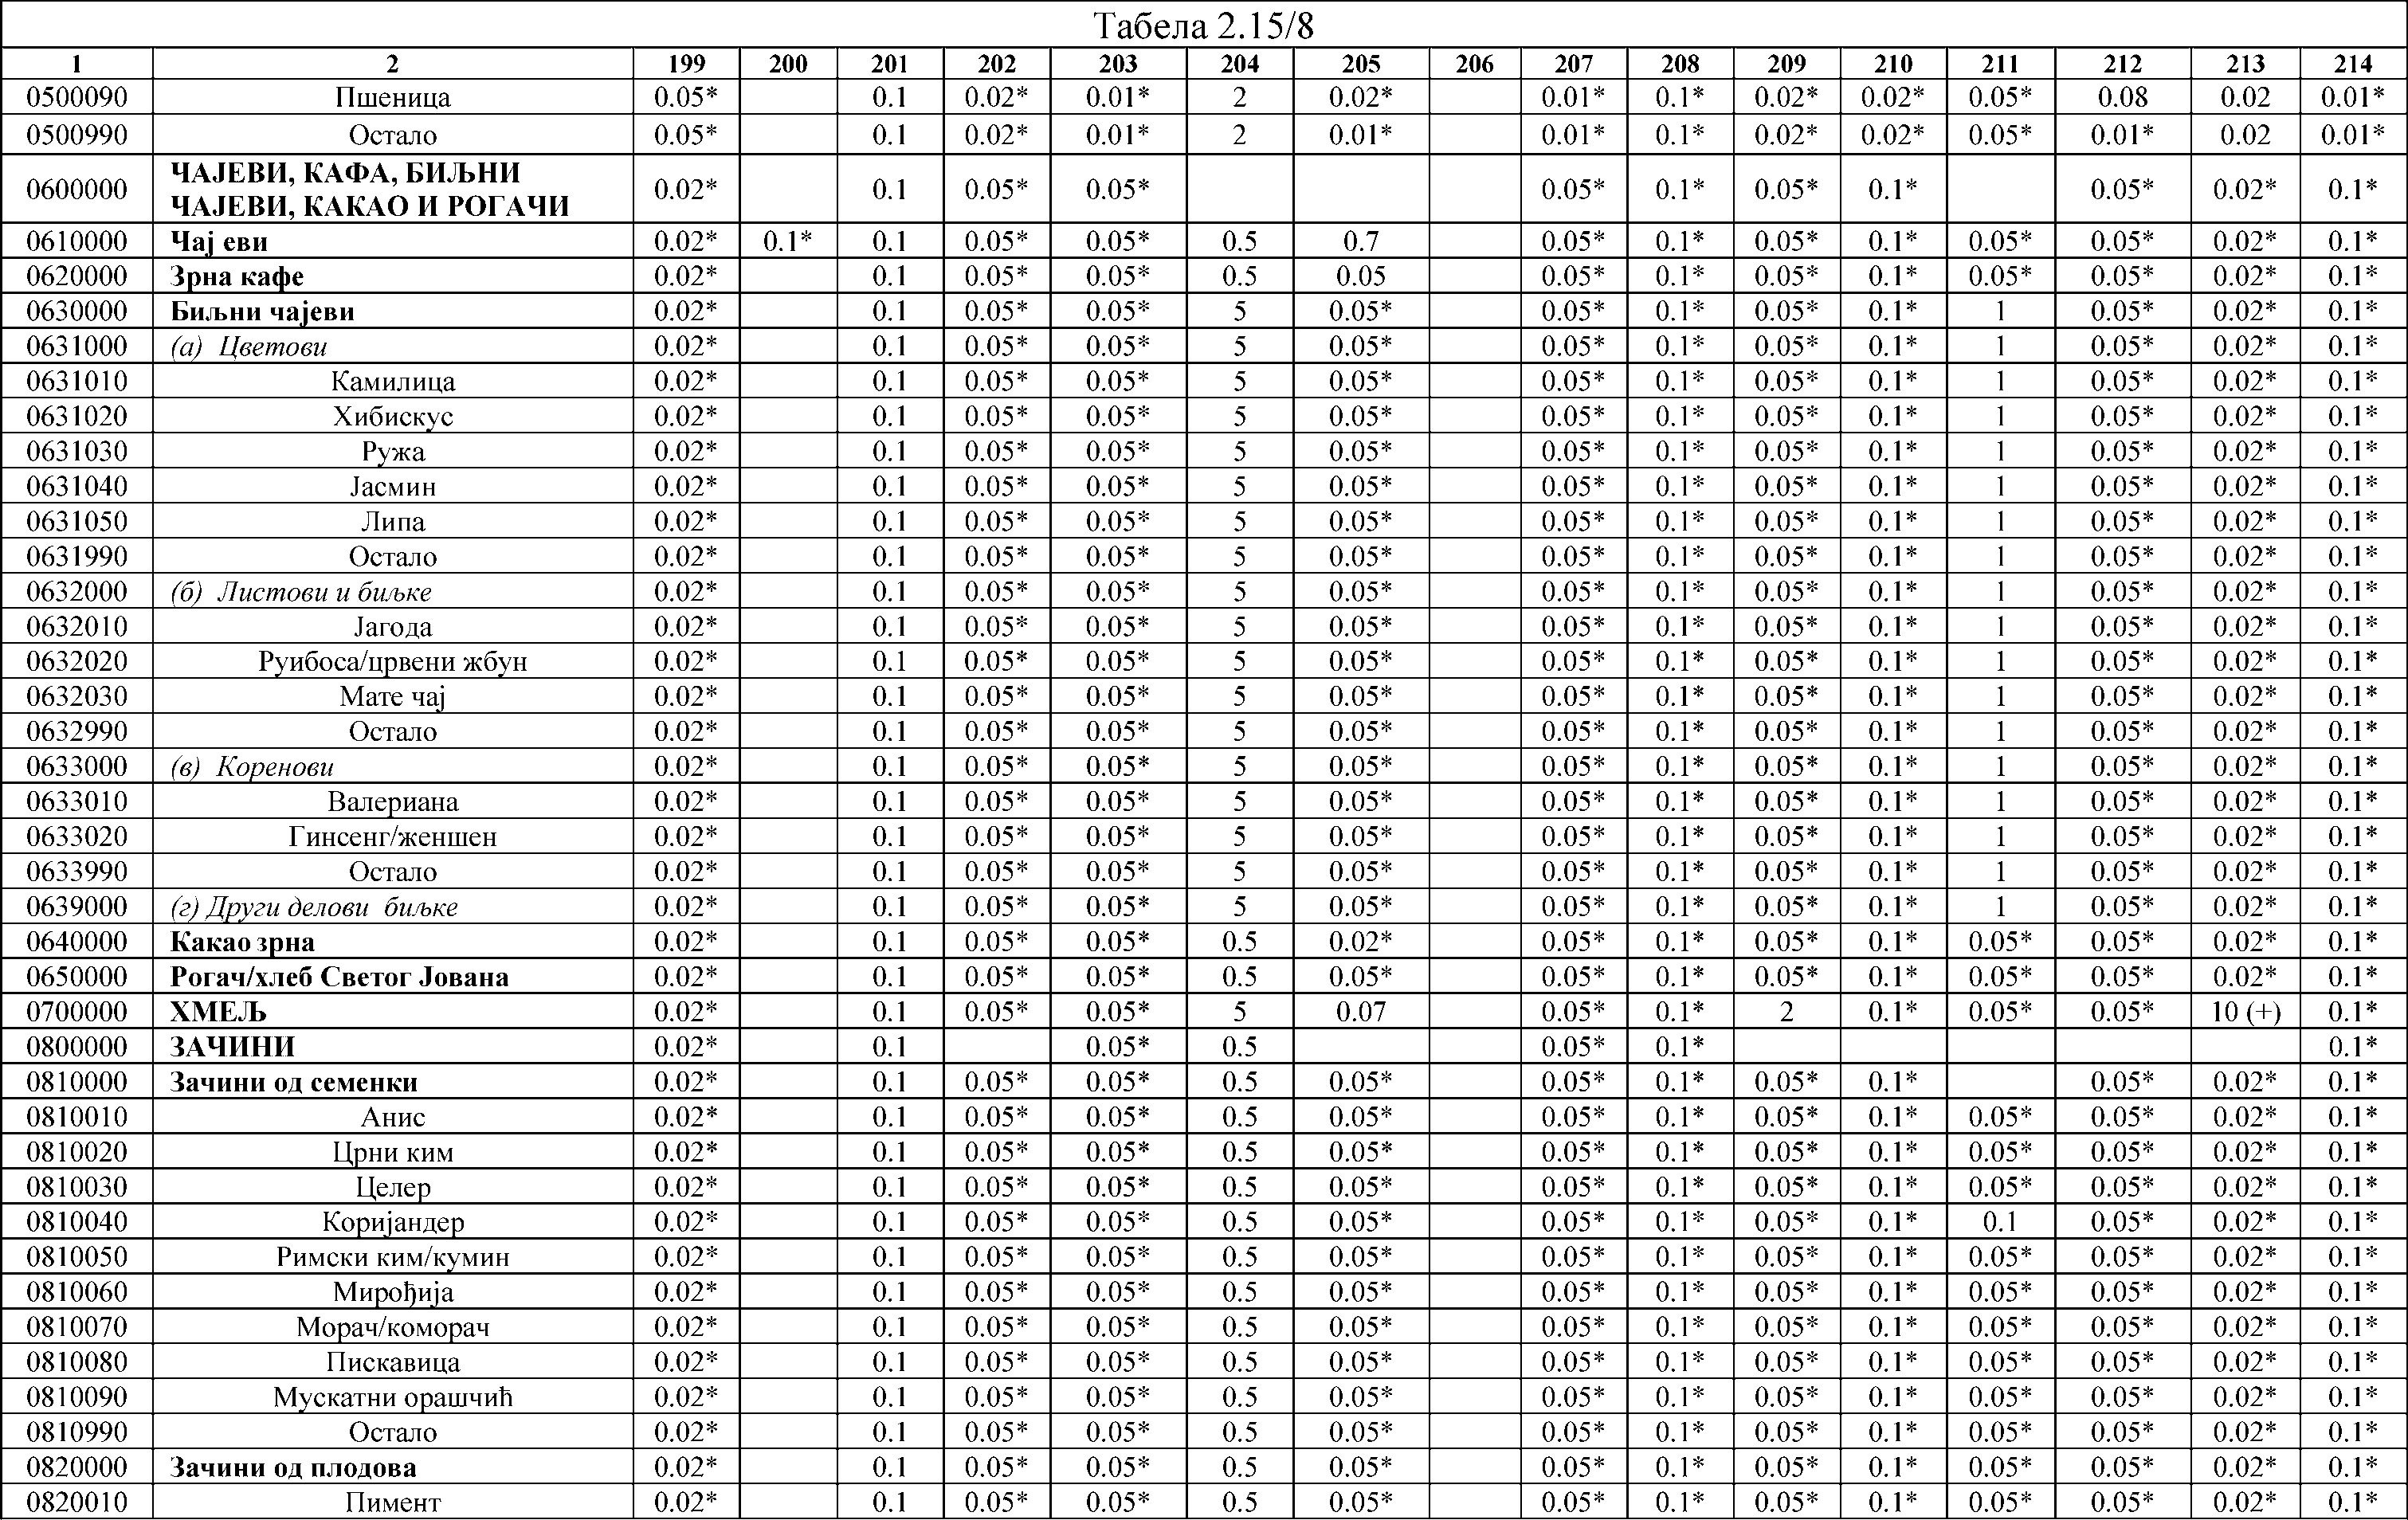 Табела 2.15/8
1 2 199 200 201 202 203 204 205 206 207 208 209 210 211 212 213 214
0500090 Пшеница 0.05* 0.1 0.02* 0.01* 2 0.02* 0.01* 0.1* 0.02* 0.02* 0.05* 0.08 0.02 0.01*
0500990 Остало 0.05* 0.1 0.02* 0.01* 2 0.01* 0.01* 0.1* 0.02* 0.02* 0.05* 0.01* 0.02 0.01*
0600000 ЧАЈЕВИ, КАФА, БИЉНИ
ЧАЈЕВИ, КАКАО И РОГАЧИ 0.02* 0.1 0.05* 0.05* 0.05* 0.1* 0.05* 0.1* 0.05* 0.02* 0.1*
0610000 Чај еви 0.02* 0.1* 0.1 0.05* 0.05* 0.5 0.7 0.05* 0.1* 0.05* 0.1* 0.05* 0.05* 0.02* 0.1*
0620000 Зрна кафе 0.02* 0.1 0.05* 0.05* 0.5 0.05 0.05* 0.1* 0.05* 0.1* 0.05* 0.05* 0.02* 0.1*
0630000 Биљни чајеви 0.02* 0.1 0.05* 0.05* 5 0.05* 0.05* 0.1* 0.05* 0.1* 1 0.05* 0.02* 0.1*
0631000 (а) Цветови 0.02* 0.1 0.05* 0.05* 5 0.05* 0.05* 0.1* 0.05* 0.1* 1 0.05* 0.02* 0.1*
0631010 Камилица 0.02* 0.1 0.05* 0.05* 5 0.05* 0.05* 0.1* 0.05* 0.1* 1 0.05* 0.02* 0.1*
0631020 Хибискус 0.02* 0.1 0.05* 0.05* 5 0.05* 0.05* 0.1* 0.05* 0.1* 1 0.05* 0.02* 0.1*
0631030 Ружа 0.02* 0.1 0.05* 0.05* 5 0.05* 0.05* 0.1* 0.05* 0.1* 1 0.05* 0.02* 0.1*
0631040 Јасмин 0.02* 0.1 0.05* 0.05* 5 0.05* 0.05* 0.1* 0.05* 0.1* 1 0.05* 0.02* 0.1*
0631050 Липа 0.02* 0.1 0.05* 0.05* 5 0.05* 0.05* 0.1* 0.05* 0.1* 1 0.05* 0.02* 0.1*
0631990 Остало 0.02* 0.1 0.05* 0.05* 5 0.05* 0.05* 0.1* 0.05* 0.1* 1 0.05* 0.02* 0.1*
0632000 (б) Листови и биљке 0.02* 0.1 0.05* 0.05* 5 0.05* 0.05* 0.1* 0.05* 0.1* 1 0.05* 0.02* 0.1*
0632010 Јагода 0.02* 0.1 0.05* 0.05* 5 0.05* 0.05* 0.1* 0.05* 0.1* 1 0.05* 0.02* 0.1*
0632020 Руибоса/црвени жбун 0.02* 0.1 0.05* 0.05* 5 0.05* 0.05* 0.1* 0.05* 0.1* 1 0.05* 0.02* 0.1*
0632030 Мате чај 0.02* 0.1 0.05* 0.05* 5 0.05* 0.05* 0.1* 0.05* 0.1* 1 0.05* 0.02* 0.1*
0632990 Остало 0.02* 0.1 0.05* 0.05* 5 0.05* 0.05* 0.1* 0.05* 0.1* 1 0.05* 0.02* 0.1*
0633000 (в) Коренови 0.02* 0.1 0.05* 0.05* 5 0.05* 0.05* 0.1* 0.05* 0.1* 1 0.05* 0.02* 0.1*
0633010 Валериана 0.02* 0.1 0.05* 0.05* 5 0.05* 0.05* 0.1* 0.05* 0.1* 1 0.05* 0.02* 0.1*
0633020 Гинсенг/женшен 0.02* 0.1 0.05* 0.05* 5 0.05* 0.05* 0.1* 0.05* 0.1* 1 0.05* 0.02* 0.1*
0633990 Остало 0.02* 0.1 0.05* 0.05* 5 0.05* 0.05* 0.1* 0.05* 0.1* 1 0.05* 0.02* 0.1*
0639000 (г) Други делови биљке 0.02* 0.1 0.05* 0.05* 5 0.05* 0.05* 0.1* 0.05* 0.1* 1 0.05* 0.02* 0.1*
0640000 Какао зрна 0.02* 0.1 0.05* 0.05* 0.5 0.02* 0.05* 0.1* 0.05* 0.1* 0.05* 0.05* 0.02* 0.1*
0650000 Рогач/хлеб Светог Јована 0.02* 0.1 0.05* 0.05* 0.5 0.05* 0.05* 0.1* 0.05* 0.1* 0.05* 0.05* 0.02* 0.1*
0700000 ХМЕЉ 0.02* 0.1 0.05* 0.05* 5 0.07 0.05* 0.1* 2 0.1* 0.05* 0.05* 10 (+) 0.1*
0800000 ЗАЧИНИ 0.02* 0.1 0.05* 0.5 0.05* 0.1* 0.1*
0810000 Зачини од семенки 0.02* 0.1 0.05* 0.05* 0.5 0.05* 0.05* 0.1* 0.05* 0.1* 0.05* 0.02* 0.1*
0810010 Анис 0.02* 0.1 0.05* 0.05* 0.5 0.05* 0.05* 0.1* 0.05* 0.1* 0.05* 0.05* 0.02* 0.1*
0810020 Црни ким 0.02* 0.1 0.05* 0.05* 0.5 0.05* 0.05* 0.1* 0.05* 0.1* 0.05* 0.05* 0.02* 0.1*
0810030 Целер 0.02* 0.1 0.05* 0.05* 0.5 0.05* 0.05* 0.1* 0.05* 0.1* 0.05* 0.05* 0.02* 0.1*
0810040 Коријандер 0.02* 0.1 0.05* 0.05* 0.5 0.05* 0.05* 0.1* 0.05* 0.1* 0.1 0.05* 0.02* 0.1*
0810050 Римски ким/кумин 0.02* 0.1 0.05* 0.05* 0.5 0.05* 0.05* 0.1* 0.05* 0.1* 0.05* 0.05* 0.02* 0.1*
0810060 Мирођија 0.02* 0.1 0.05* 0.05* 0.5 0.05* 0.05* 0.1* 0.05* 0.1* 0.05* 0.05* 0.02* 0.1*
0810070 Морач/коморач 0.02* 0.1 0.05* 0.05* 0.5 0.05* 0.05* 0.1* 0.05* 0.1* 0.05* 0.05* 0.02* 0.1*
0810080 Пискавица 0.02* 0.1 0.05* 0.05* 0.5 0.05* 0.05* 0.1* 0.05* 0.1* 0.05* 0.05* 0.02* 0.1*
0810090 Мускатни орашчић 0.02* 0.1 0.05* 0.05* 0.5 0.05* 0.05* 0.1* 0.05* 0.1* 0.05* 0.05* 0.02* 0.1*
0810990 Остало 0.02* 0.1 0.05* 0.05* 0.5 0.05* 0.05* 0.1* 0.05* 0.1* 0.05* 0.05* 0.02* 0.1*
0820000 Зачини од плодова 0.02* 0.1 0.05* 0.05* 0.5 0.05* 0.05* 0.1* 0.05* 0.1* 0.05* 0.05* 0.02* 0.1*
0820010 Пимент 0.02* 0.1 0.05* 0.05* 0.5 0.05* 0.05* 0.1* 0.05* 0.1* 0.05* 0.05* 0.02* 0.1*